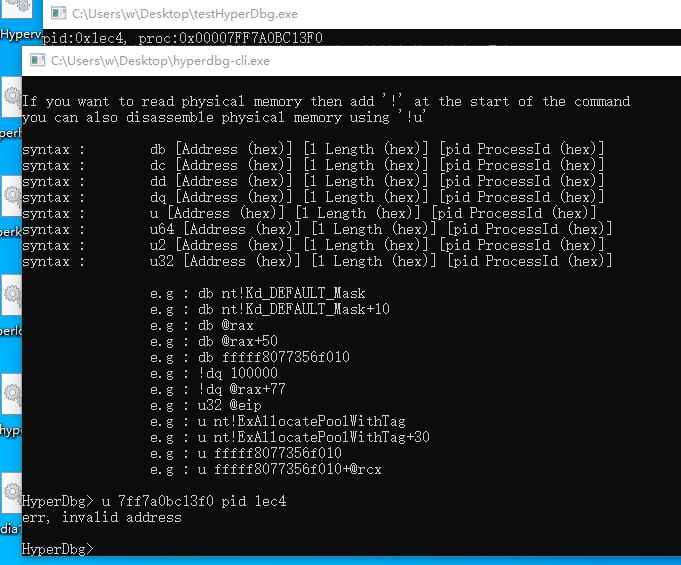 C:\Users\w\Desktop\testHyperDbg.exe
pid:0x1ec4, proc:0x00007FF7A0BC13F0
C:\Users\w\Desktop\hyperdbg-cli.exe
If you want to read physical memory then add '!' at the start of the command
you can also disassemble physical memory using '!u'
syntax : db [Address (hex)] [l Length (hex)] [pid ProcessId (hex)]
syntax : dc [Address (hex)] [l Length (hex)] [pid ProcessId (hex)]
syntax : dd [Address (hex)] [l Length (hex)] [pid ProcessId (hex)]
syntax : dq [Address (hex)] [l Length (hex)] [pid ProcessId (hex)]
syntax : u [Address (hex)] [l Length (hex)] [pid ProcessId (hex)]
syntax : u64 [Address (hex)] [l Length (hex)] [pid ProcessId (hex)]
syntax : u2 [Address (hex)] [l Length (hex)] [pid ProcessId (hex)]
syntax : u32 [Address (hex)] [l Length (hex)] [pid ProcessId (hex)]
e.g : db nt!Kd_DEFAULT_Mask
e.g : db nt!Kd_DEFAULT_Mask+10
e.g : db @rax
e.g : db @rax+50
e.g : db fffff8077356f010
e.g : !dq 100000
e.g : !dq @rax+77
e.g : u32 @eip
e.g : u nt!ExAllocatePoolWithTag
e.g : u nt!ExAllocatePoolWithTag+30
e.g : u fffff8077356f010
e.g : u fffff8077356f010+@rcx
HyperDbg> u 7ff7a0bc13f0 pid 1ec4
err, invalid address
HyperDbg>